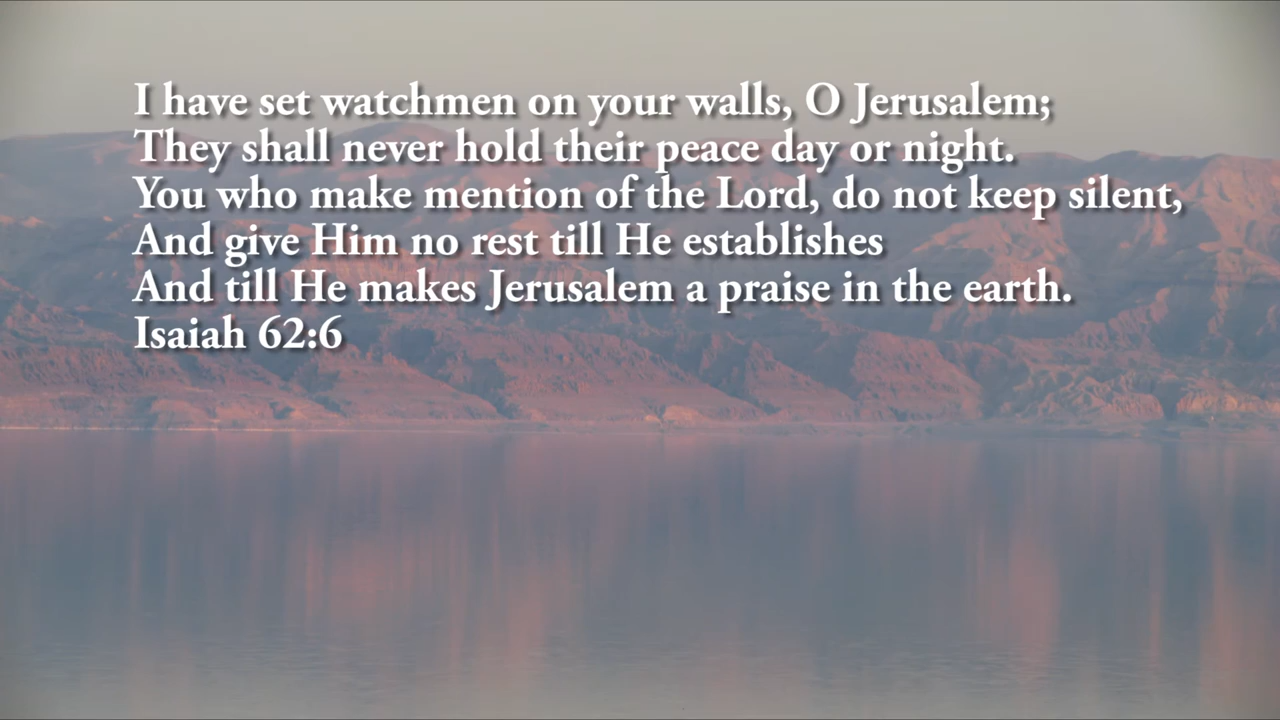 I have set watchmen on your walls, O Jerusalem;
They shall never hold their peace day or night.
You who make mention of the Lord, do not keep silent,
And give Him no rest till He establishes
And till He makes Jerusalem a praise in the earth.
Isaiah 62:6